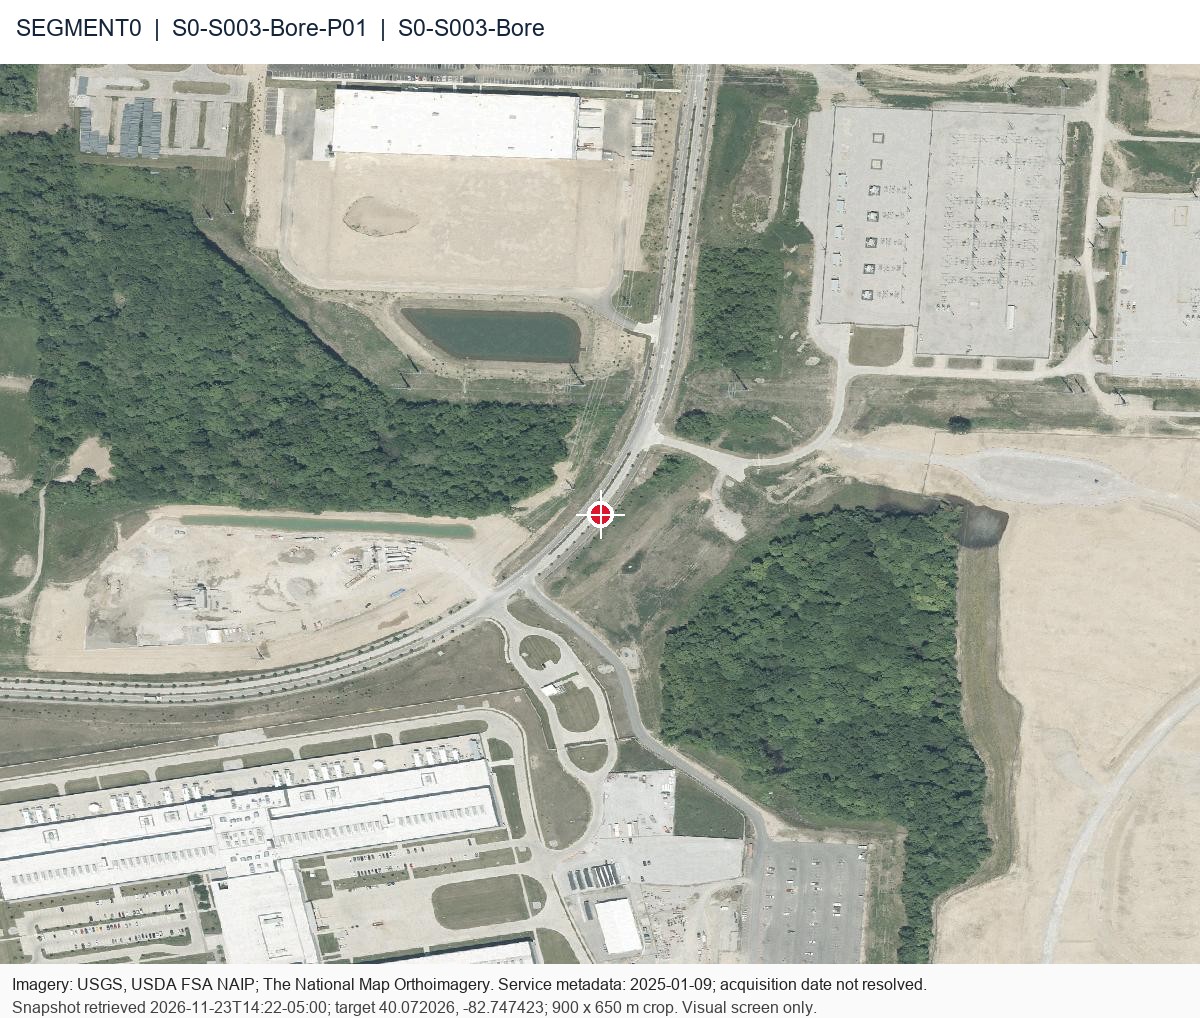 SEGMENT0 | S0-S003-Bore-P01 | S0-S003-Bore
Imagery: USGS, USDA FSA NAIP; The National Map Orthoimagery. Service metadata: 2025-01-09; acquisition date not resolved.
Snapshot retrieved 2026-11-23T14:22-05:00; target 40.072026, -82.747423; 900 x 650 m crop. Visual screen only.